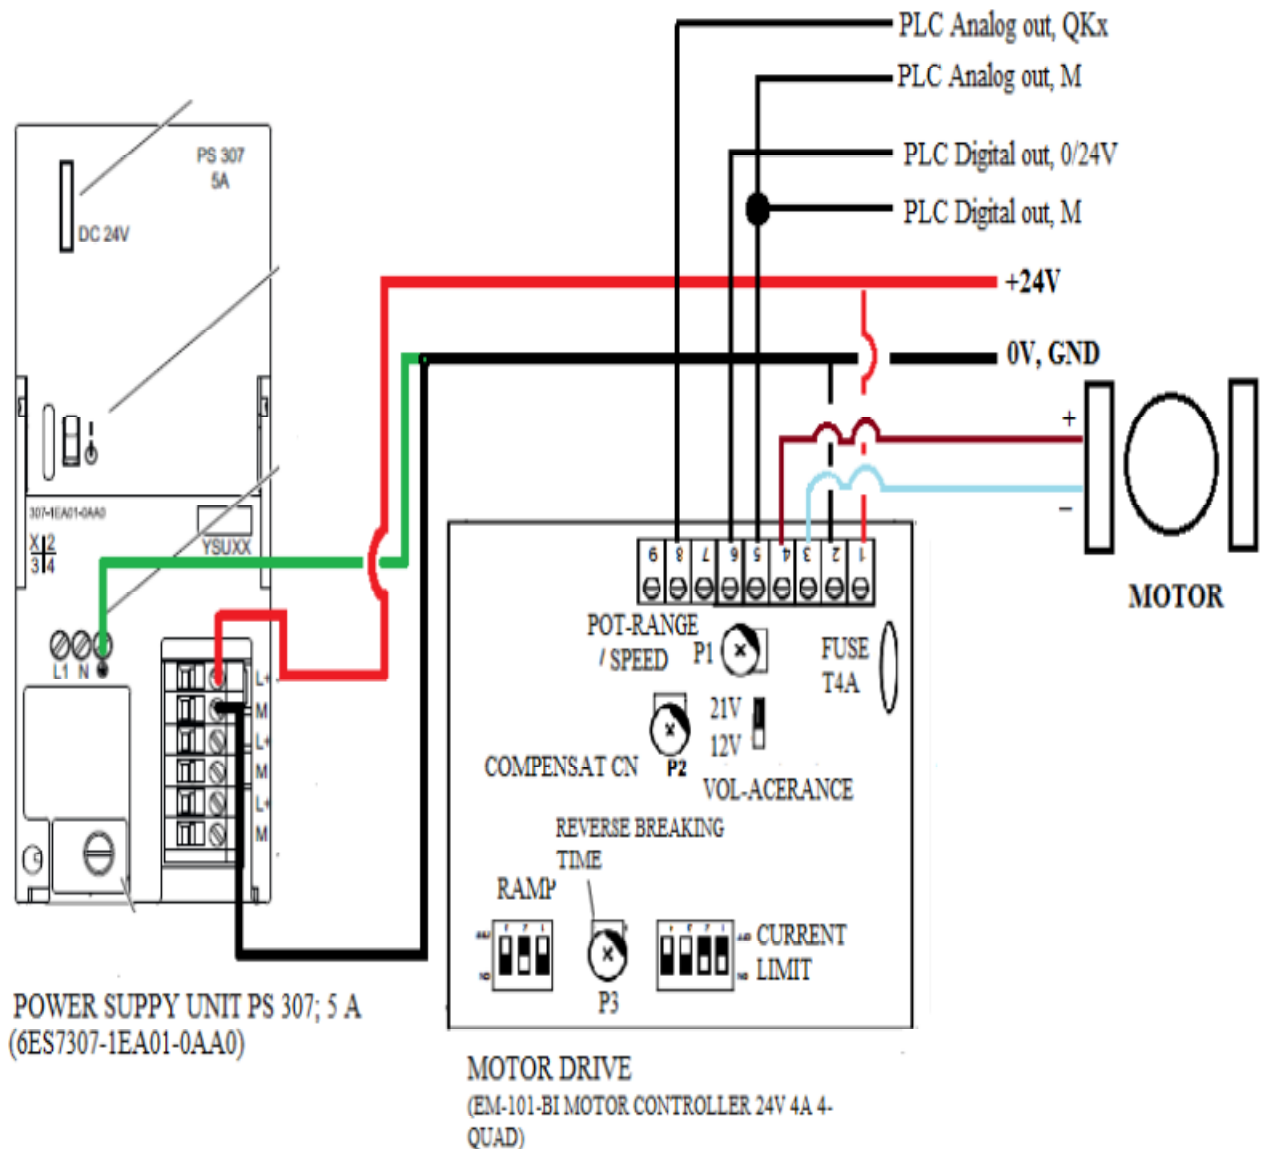 PLC Analog out, QKx
PLC Analog out, M
PLC Digital out, 0/24V
PLC Digital out, M
+24V
0V, GND
PS 307
5A
DC 24V
307-1EA01-0AA0
X 2
3 4
YSUXX
L1 N
L+
M
L+
M
L+
M
+
–
MOTOR
9 8 7 6 5 4 3 2 1
POT-RANGE
/ SPEED
P1
FUSE
T4A
21V
12V
P2
COMPENSAT CN
VOL-ACERANCE
REVERSE BREAKING
TIME
RAMP
CURRENT
LIMIT
P3
POWER SUPPY UNIT PS 307; 5 A
(6ES7307-1EA01-0AA0)
MOTOR DRIVE
(EM-101-BI MOTOR CONTROLLER 24V 4A 4-
QUAD)